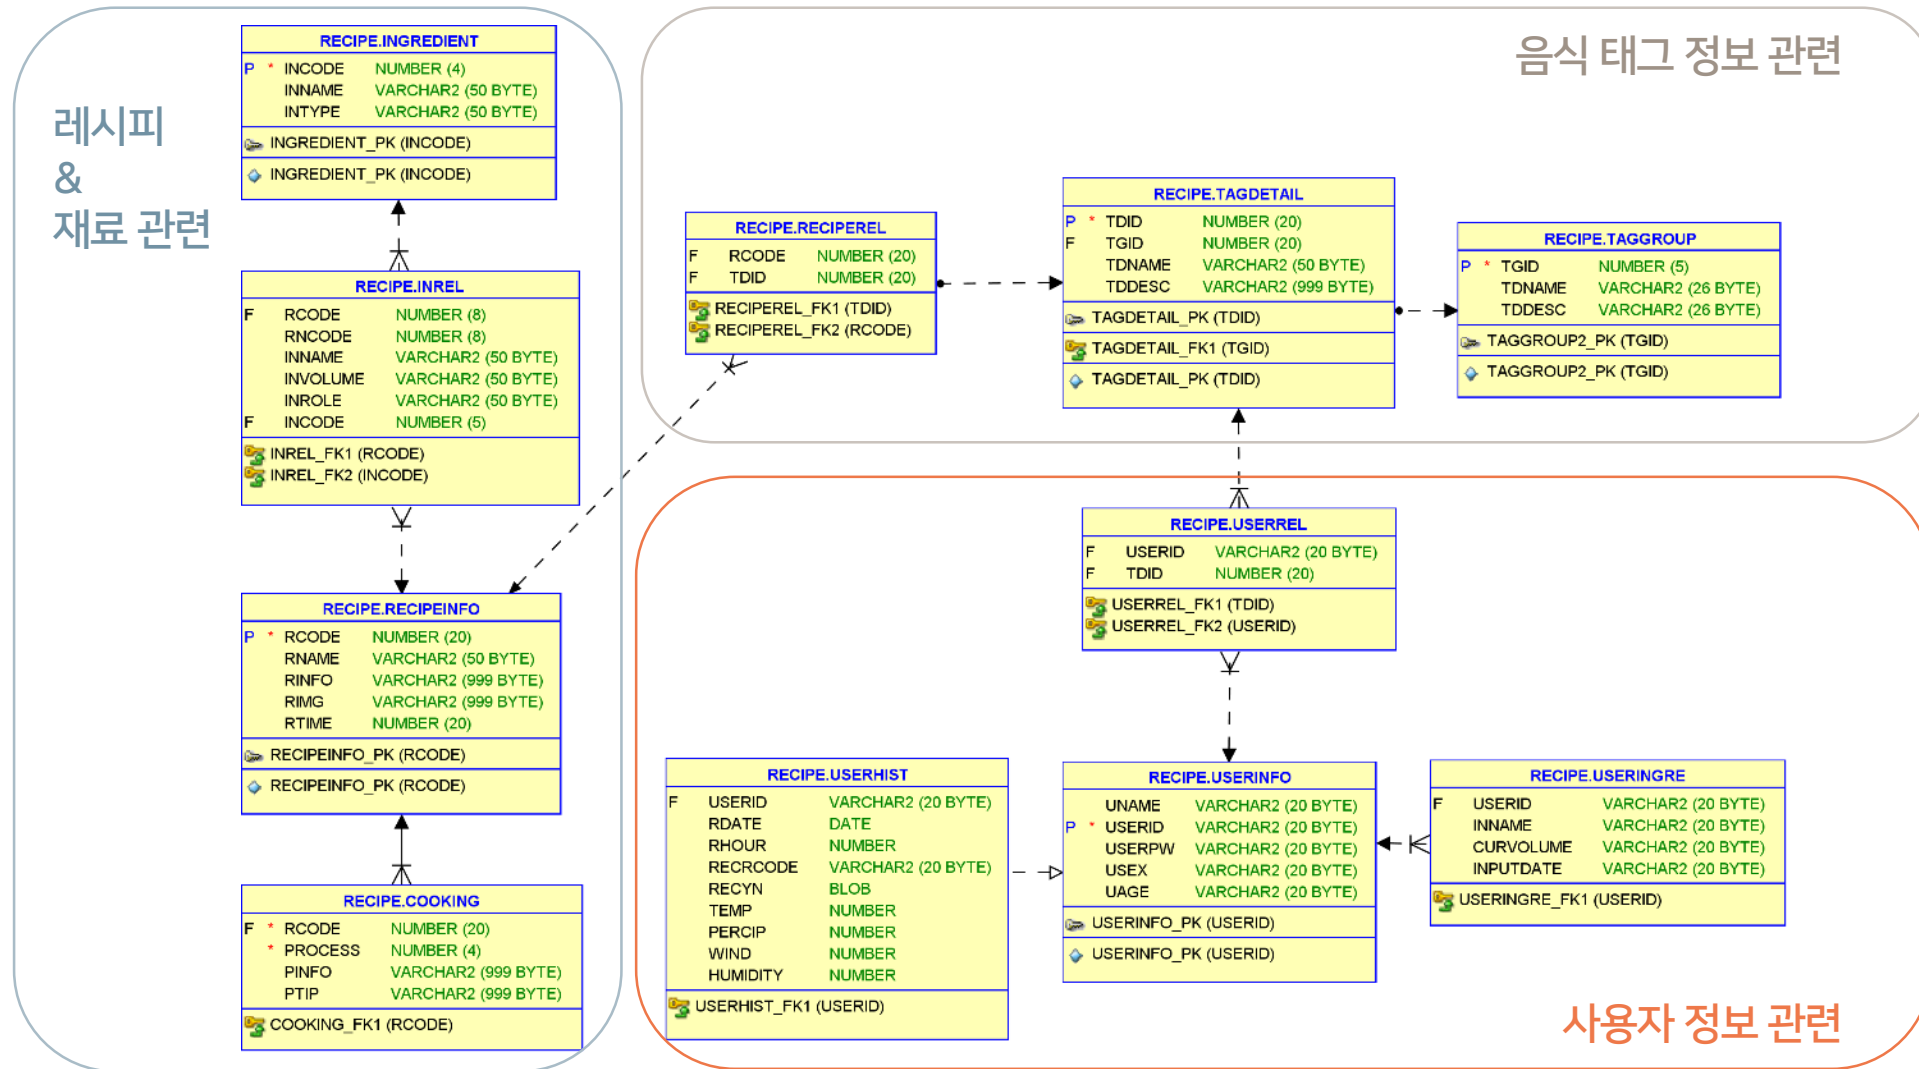 레시피
&
재료 관련
RECIPE.INGREDIENT
P * INCODE NUMBER (4)
INNAME VARCHAR2 (50 BYTE)
INTYPE VARCHAR2 (50 BYTE)
INGREDIENT_PK (INCODE)
INGREDIENT_PK (INCODE)
RECIPE.INREL
F RCODE NUMBER (8)
RNCODE NUMBER (8)
INNAME VARCHAR2 (50 BYTE)
INVOLUME VARCHAR2 (50 BYTE)
INROLE VARCHAR2 (50 BYTE)
F INCODE NUMBER (5)
INREL_FK1 (RCODE)
INREL_FK2 (INCODE)
RECIPE.RECIPEINFO
P * RCODE NUMBER (20)
RNAME VARCHAR2 (50 BYTE)
RINFO VARCHAR2 (999 BYTE)
RIMG VARCHAR2 (999 BYTE)
RTIME NUMBER (20)
RECIPEINFO_PK (RCODE)
RECIPEINFO_PK (RCODE)
RECIPE.COOKING
F * RCODE NUMBER (20)
* PROCESS NUMBER (4)
PINFO VARCHAR2 (999 BYTE)
PTIP VARCHAR2 (999 BYTE)
COOKING_FK1 (RCODE)
음식 태그 정보 관련
RECIPE.RECIPEREL
F RCODE NUMBER (20)
F TDID NUMBER (20)
RECIPEREL_FK1 (TDID)
RECIPEREL_FK2 (RCODE)
RECIPE.TAGDETAIL
P * TDID NUMBER (20)
F TGID NUMBER (20)
TDNAME VARCHAR2 (50 BYTE)
TDDESC VARCHAR2 (999 BYTE)
TAGDETAIL_PK (TDID)
TAGDETAIL_FK1 (TGID)
TAGDETAIL_PK (TDID)
RECIPE.TAGGROUP
P * TGID NUMBER (5)
TDNAME VARCHAR2 (26 BYTE)
TDDESC VARCHAR2 (26 BYTE)
TAGGROUP2_PK (TGID)
TAGGROUP2_PK (TGID)
RECIPE.USERREL
F USERID VARCHAR2 (20 BYTE)
F TDID NUMBER (20)
USERREL_FK1 (TDID)
USERREL_FK2 (USERID)
RECIPE.USERHIST
F USERID VARCHAR2 (20 BYTE)
RDATE DATE
RHOUR NUMBER
RECRCODE VARCHAR2 (20 BYTE)
RECYN BLOB
TEMP NUMBER
PERCIP NUMBER
WIND NUMBER
HUMIDITY NUMBER
USERHIST_FK1 (USERID)
RECIPE.USERINFO
UNAME VARCHAR2 (20 BYTE)
P * USERID VARCHAR2 (20 BYTE)
USERPW VARCHAR2 (20 BYTE)
USEX VARCHAR2 (20 BYTE)
UAGE VARCHAR2 (20 BYTE)
USERINFO_PK (USERID)
USERINFO_PK (USERID)
RECIPE.USERINGRE
F USERID VARCHAR2 (20 BYTE)
INNAME VARCHAR2 (20 BYTE)
CURVOLUME VARCHAR2 (20 BYTE)
INPUTDATE VARCHAR2 (20 BYTE)
USERINGRE_FK1 (USERID)
사용자 정보 관련